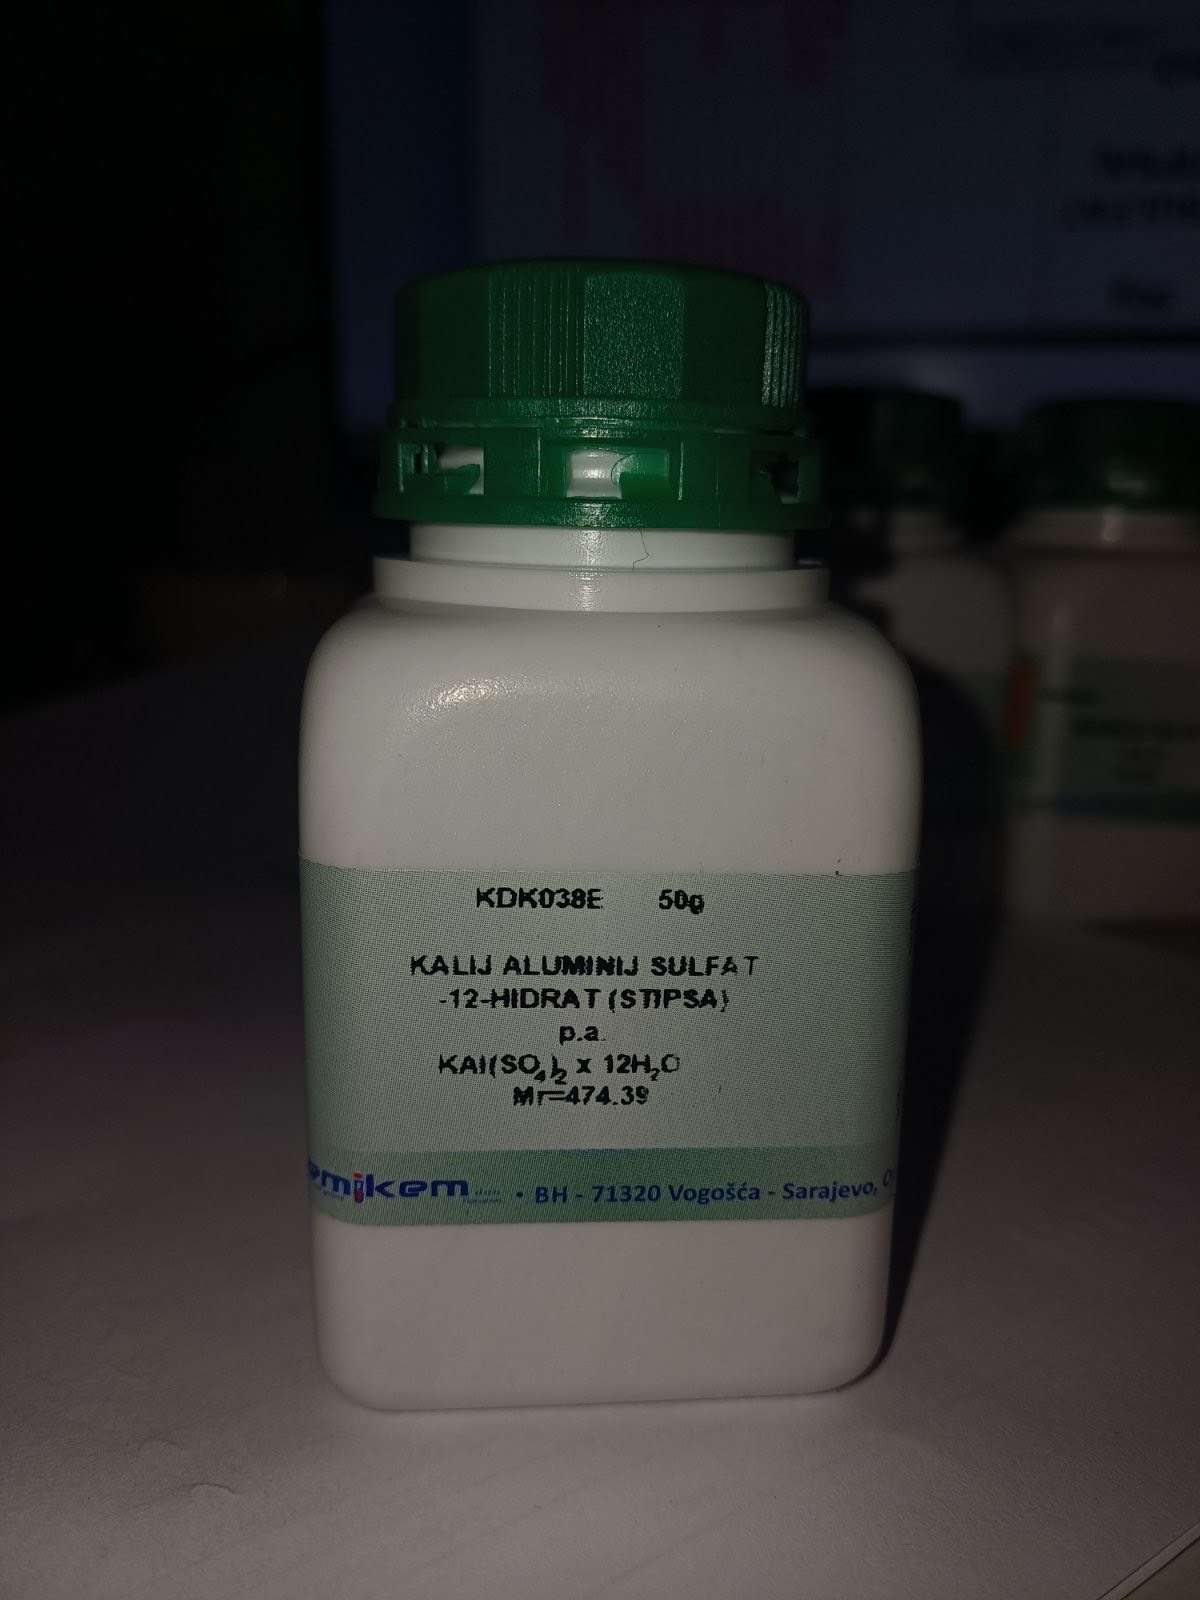 KDK038E 50g
KALIJ ALUMINIJ SULFAT
-12-HIDRAT (STIPSA)
p.a.
KAl(SO₄)₂ x 12H₂O
Mr=474.39
emikem • BH - 71320 Vogošća - Sarajevo,